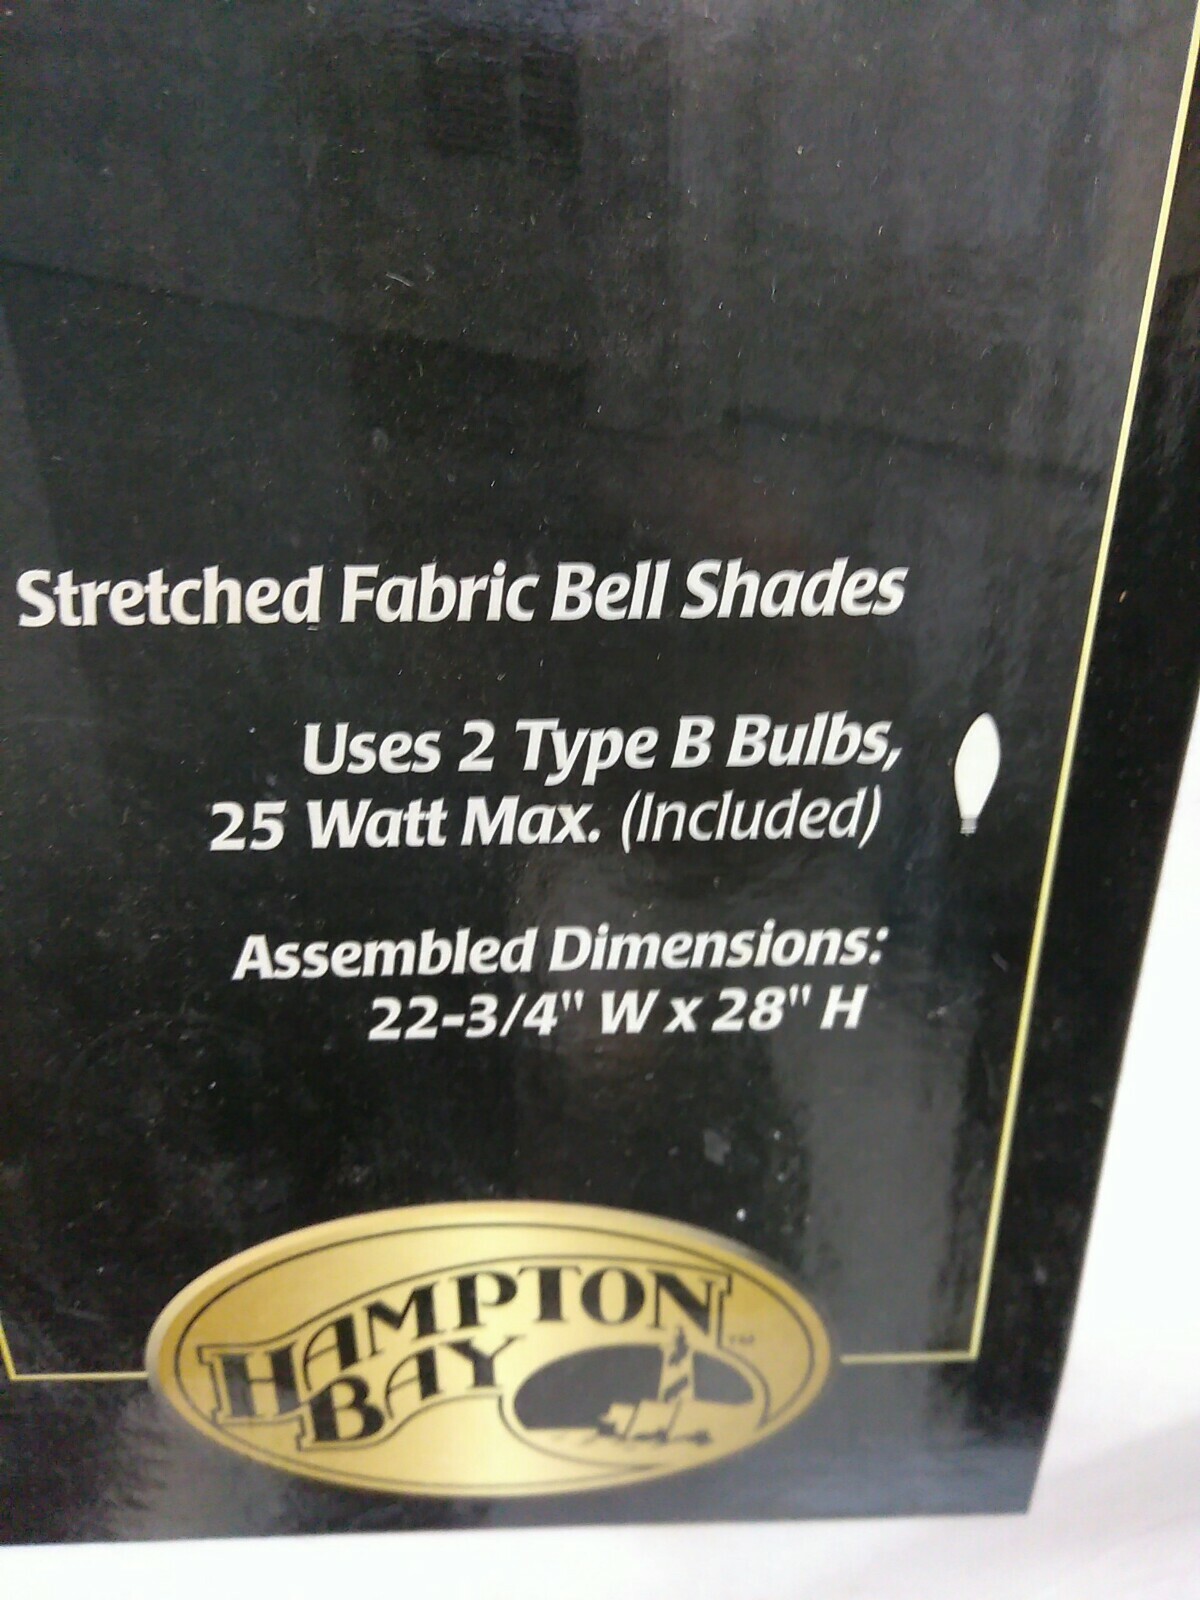 Stretched Fabric Bell Shades
Uses 2 Type B Bulbs,
25 Watt Max. (Included)
Assembled Dimensions:
22-3/4" W x 28" H
HAMPTON
BAY™